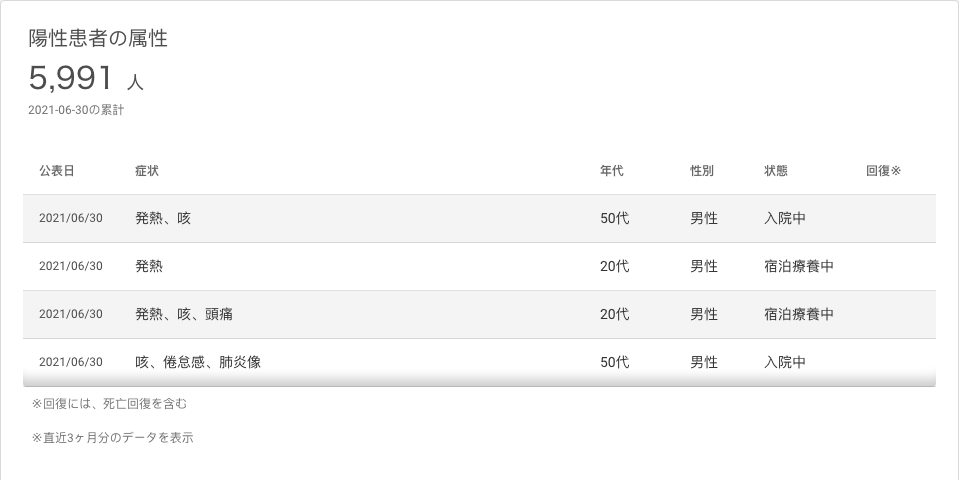 陽性患者の属性
5,991 人
2021-06-30の累計
公表日 症状 年代 性別 状態 回復※
2021/06/30 発熱、咳 50代 男性 入院中
2021/06/30 発熱 20代 男性 宿泊療養中
2021/06/30 発熱、咳、頭痛 20代 男性 宿泊療養中
2021/06/30 咳、倦怠感、肺炎像 50代 男性 入院中
※回復には、死亡回復を含む
※直近3ヶ月分のデータを表示